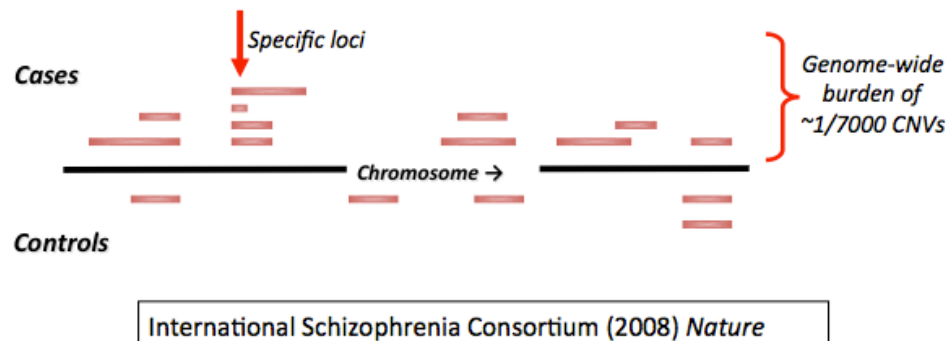 Specific loci
Cases
Genome-wide
burden of
~1/7000 CNVs
Chromosome →
Controls
International Schizophrenia Consortium (2008) Nature